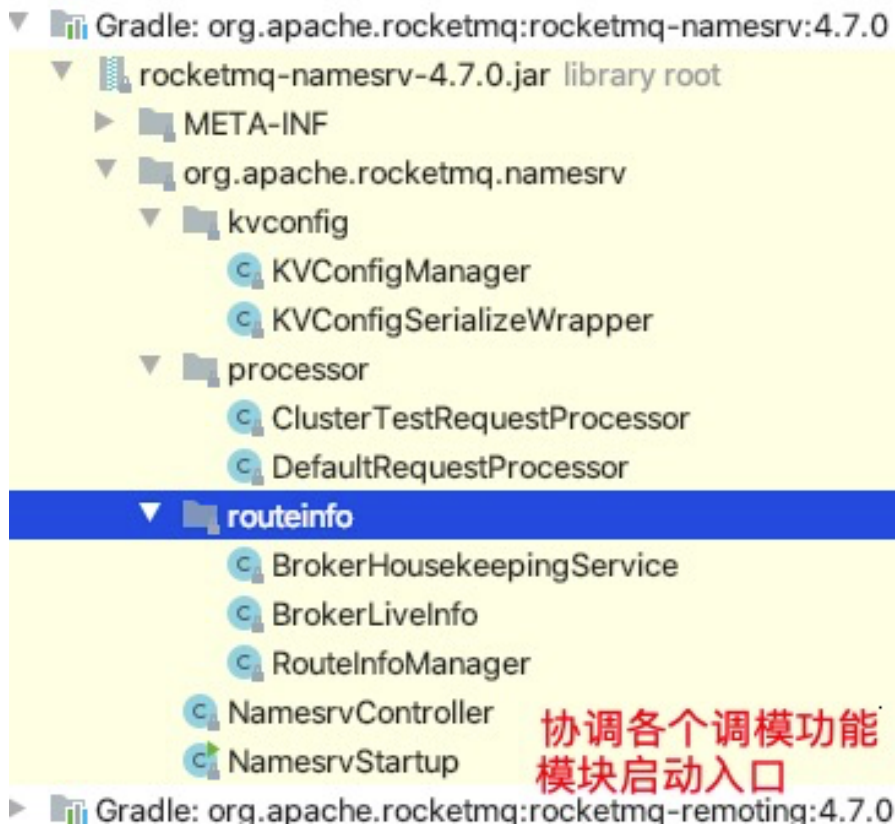 Gradle: org.apache.rocketmq:rocketmq-namesrv:4.7.0
rocketmq-namesrv-4.7.0.jar library root
META-INF
org.apache.rocketmq.namesrv
kvconfig
KVConfigManager
KVConfigSerializeWrapper
processor
ClusterTestRequestProcessor
DefaultRequestProcessor
routeinfo
BrokerHousekeepingService
BrokerLiveInfo
RouteInfoManager
NamesrvController
协调各个调模功能
NamesrvStartup
模块启动入口
Gradle: org.apache.rocketmq:rocketmq-remoting:4.7.0